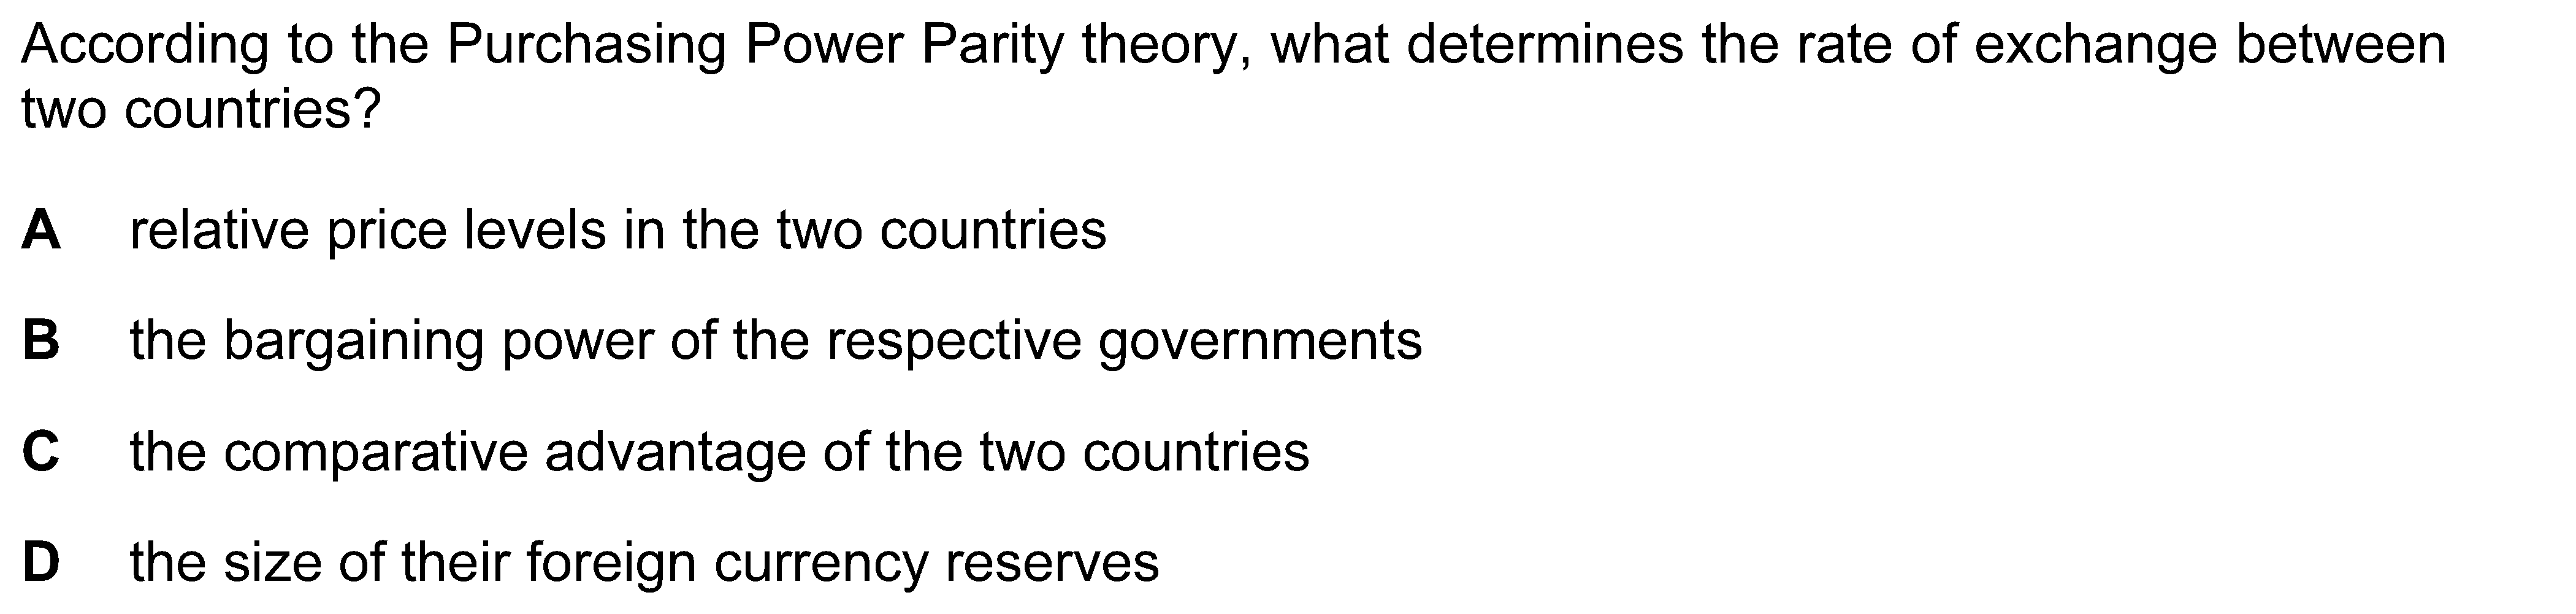 According to the Purchasing Power Parity theory, what determines the rate of exchange between
two countries?
A relative price levels in the two countries
B the bargaining power of the respective governments
C the comparative advantage of the two countries
D the size of their foreign currency reserves